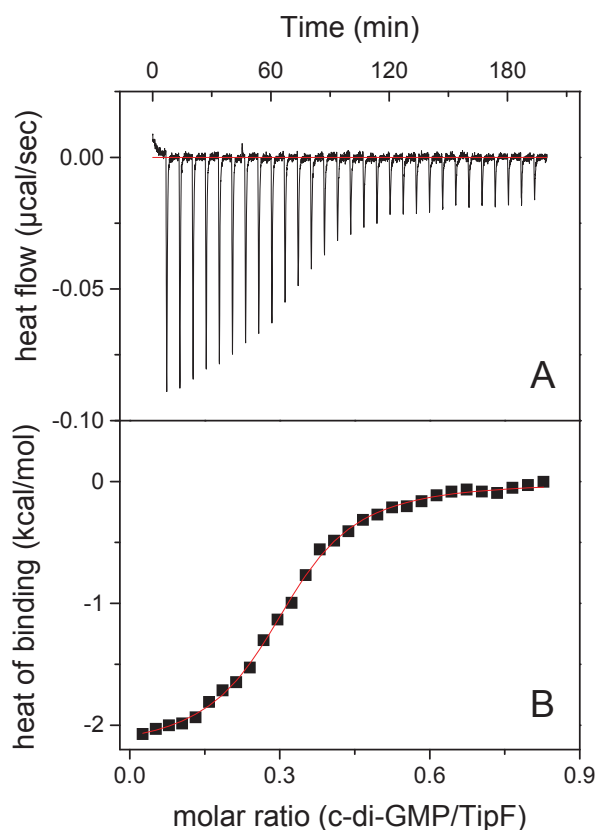 Time (min)
0 60 120 180
heat flow (µcal/sec)
0.00
-0.05
-0.10
A
heat of binding (kcal/mol)
0
-1
-2
B
0.0 0.3 0.6 0.9
molar ratio (c-di-GMP/TipF)